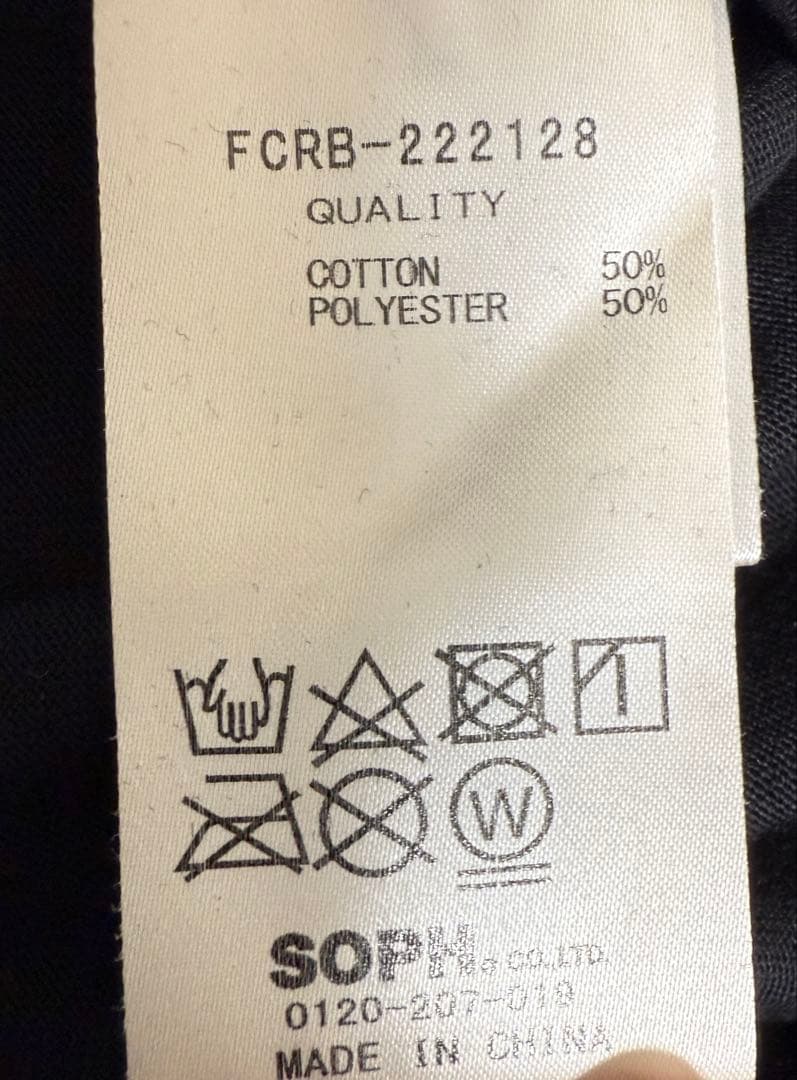 FCRB-222128
QUALITY
COTTON 50%
POLYESTER 50%
W
SOPH. CO.,LTD.
0120-207-019
MADE IN CHINA